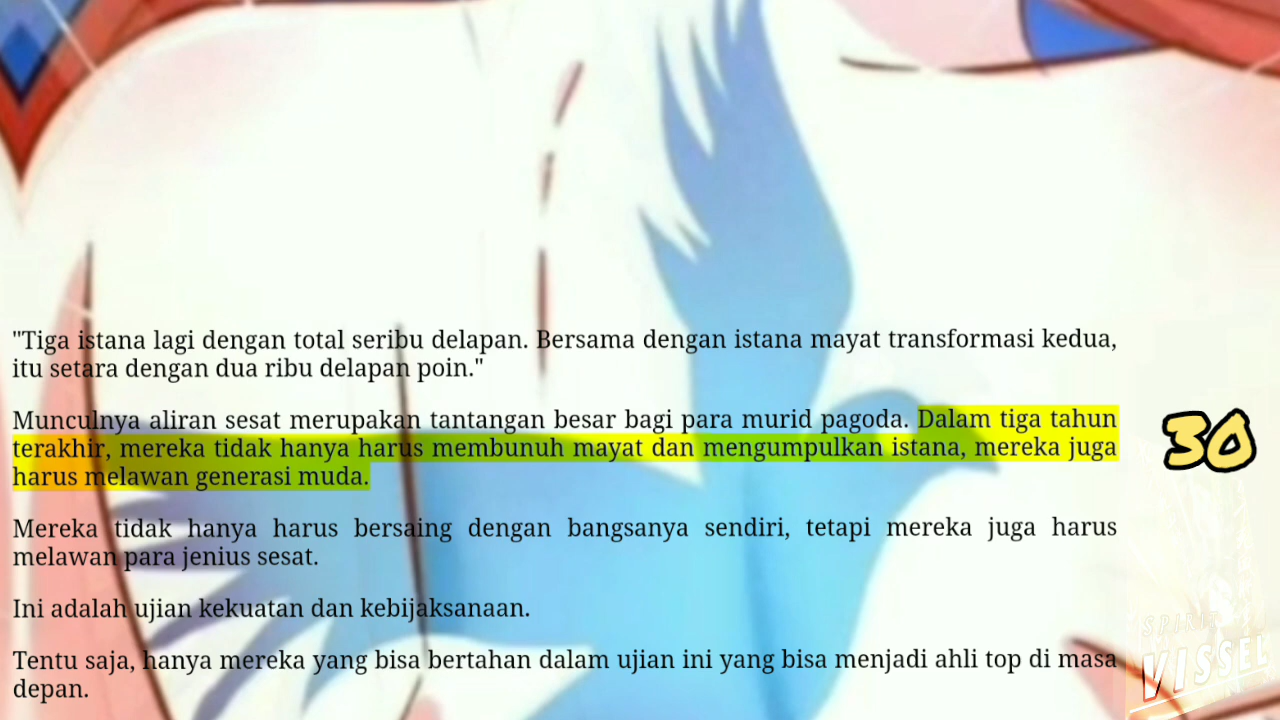 "Tiga istana lagi dengan total seribu delapan. Bersama dengan istana mayat transformasi kedua,
itu setara dengan dua ribu delapan poin."
Munculnya aliran sesat merupakan tantangan besar bagi para murid pagoda. Dalam tiga tahun
terakhir, mereka tidak hanya harus membunuh mayat dan mengumpulkan istana, mereka juga
harus melawan generasi muda.
30
Mereka tidak hanya harus bersaing dengan bangsanya sendiri, tetapi mereka juga harus
melawan para jenius sesat.
Ini adalah ujian kekuatan dan kebijaksanaan.
Tentu saja, hanya mereka yang bisa bertahan dalam ujian ini yang bisa menjadi ahli top di masa
depan.
SPIRIT
VISSEL